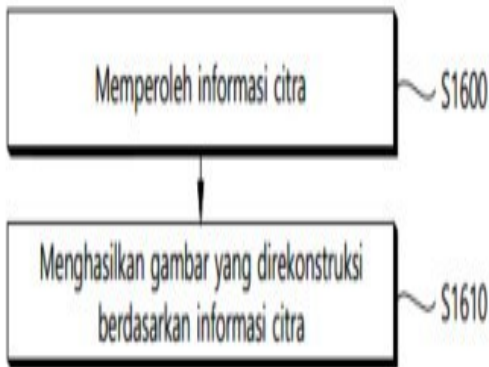 Memperoleh informasi citra
S1600
Menghasilkan gambar yang direkonstruksi
berdasarkan informasi citra
S1610